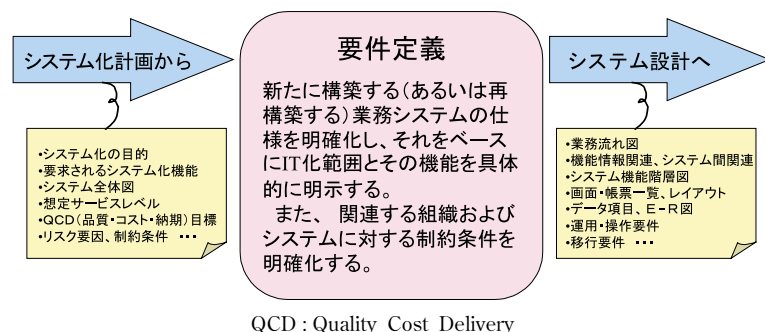 システム化計画から
・システム化の目的
・要求されるシステム化機能
・システム全体図
・想定サービスレベル
・QCD(品質・コスト・納期)目標
・リスク要因、制約条件 ・・・
要件定義
新たに構築する(あるいは再
構築する)業務システムの仕
様を明確化し、それをベース
にIT化範囲とその機能を具体
的に明示する。
また、 関連する組織および
システムに対する制約条件を
明確化する。
システム設計へ
・業務流れ図
・機能情報関連、システム間関連
・システム機能階層図
・画面・帳票一覧、レイアウト
・データ項目、E-R図
・運用・操作要件
・移行要件 ・・・
QCD : Quality Cost Delivery